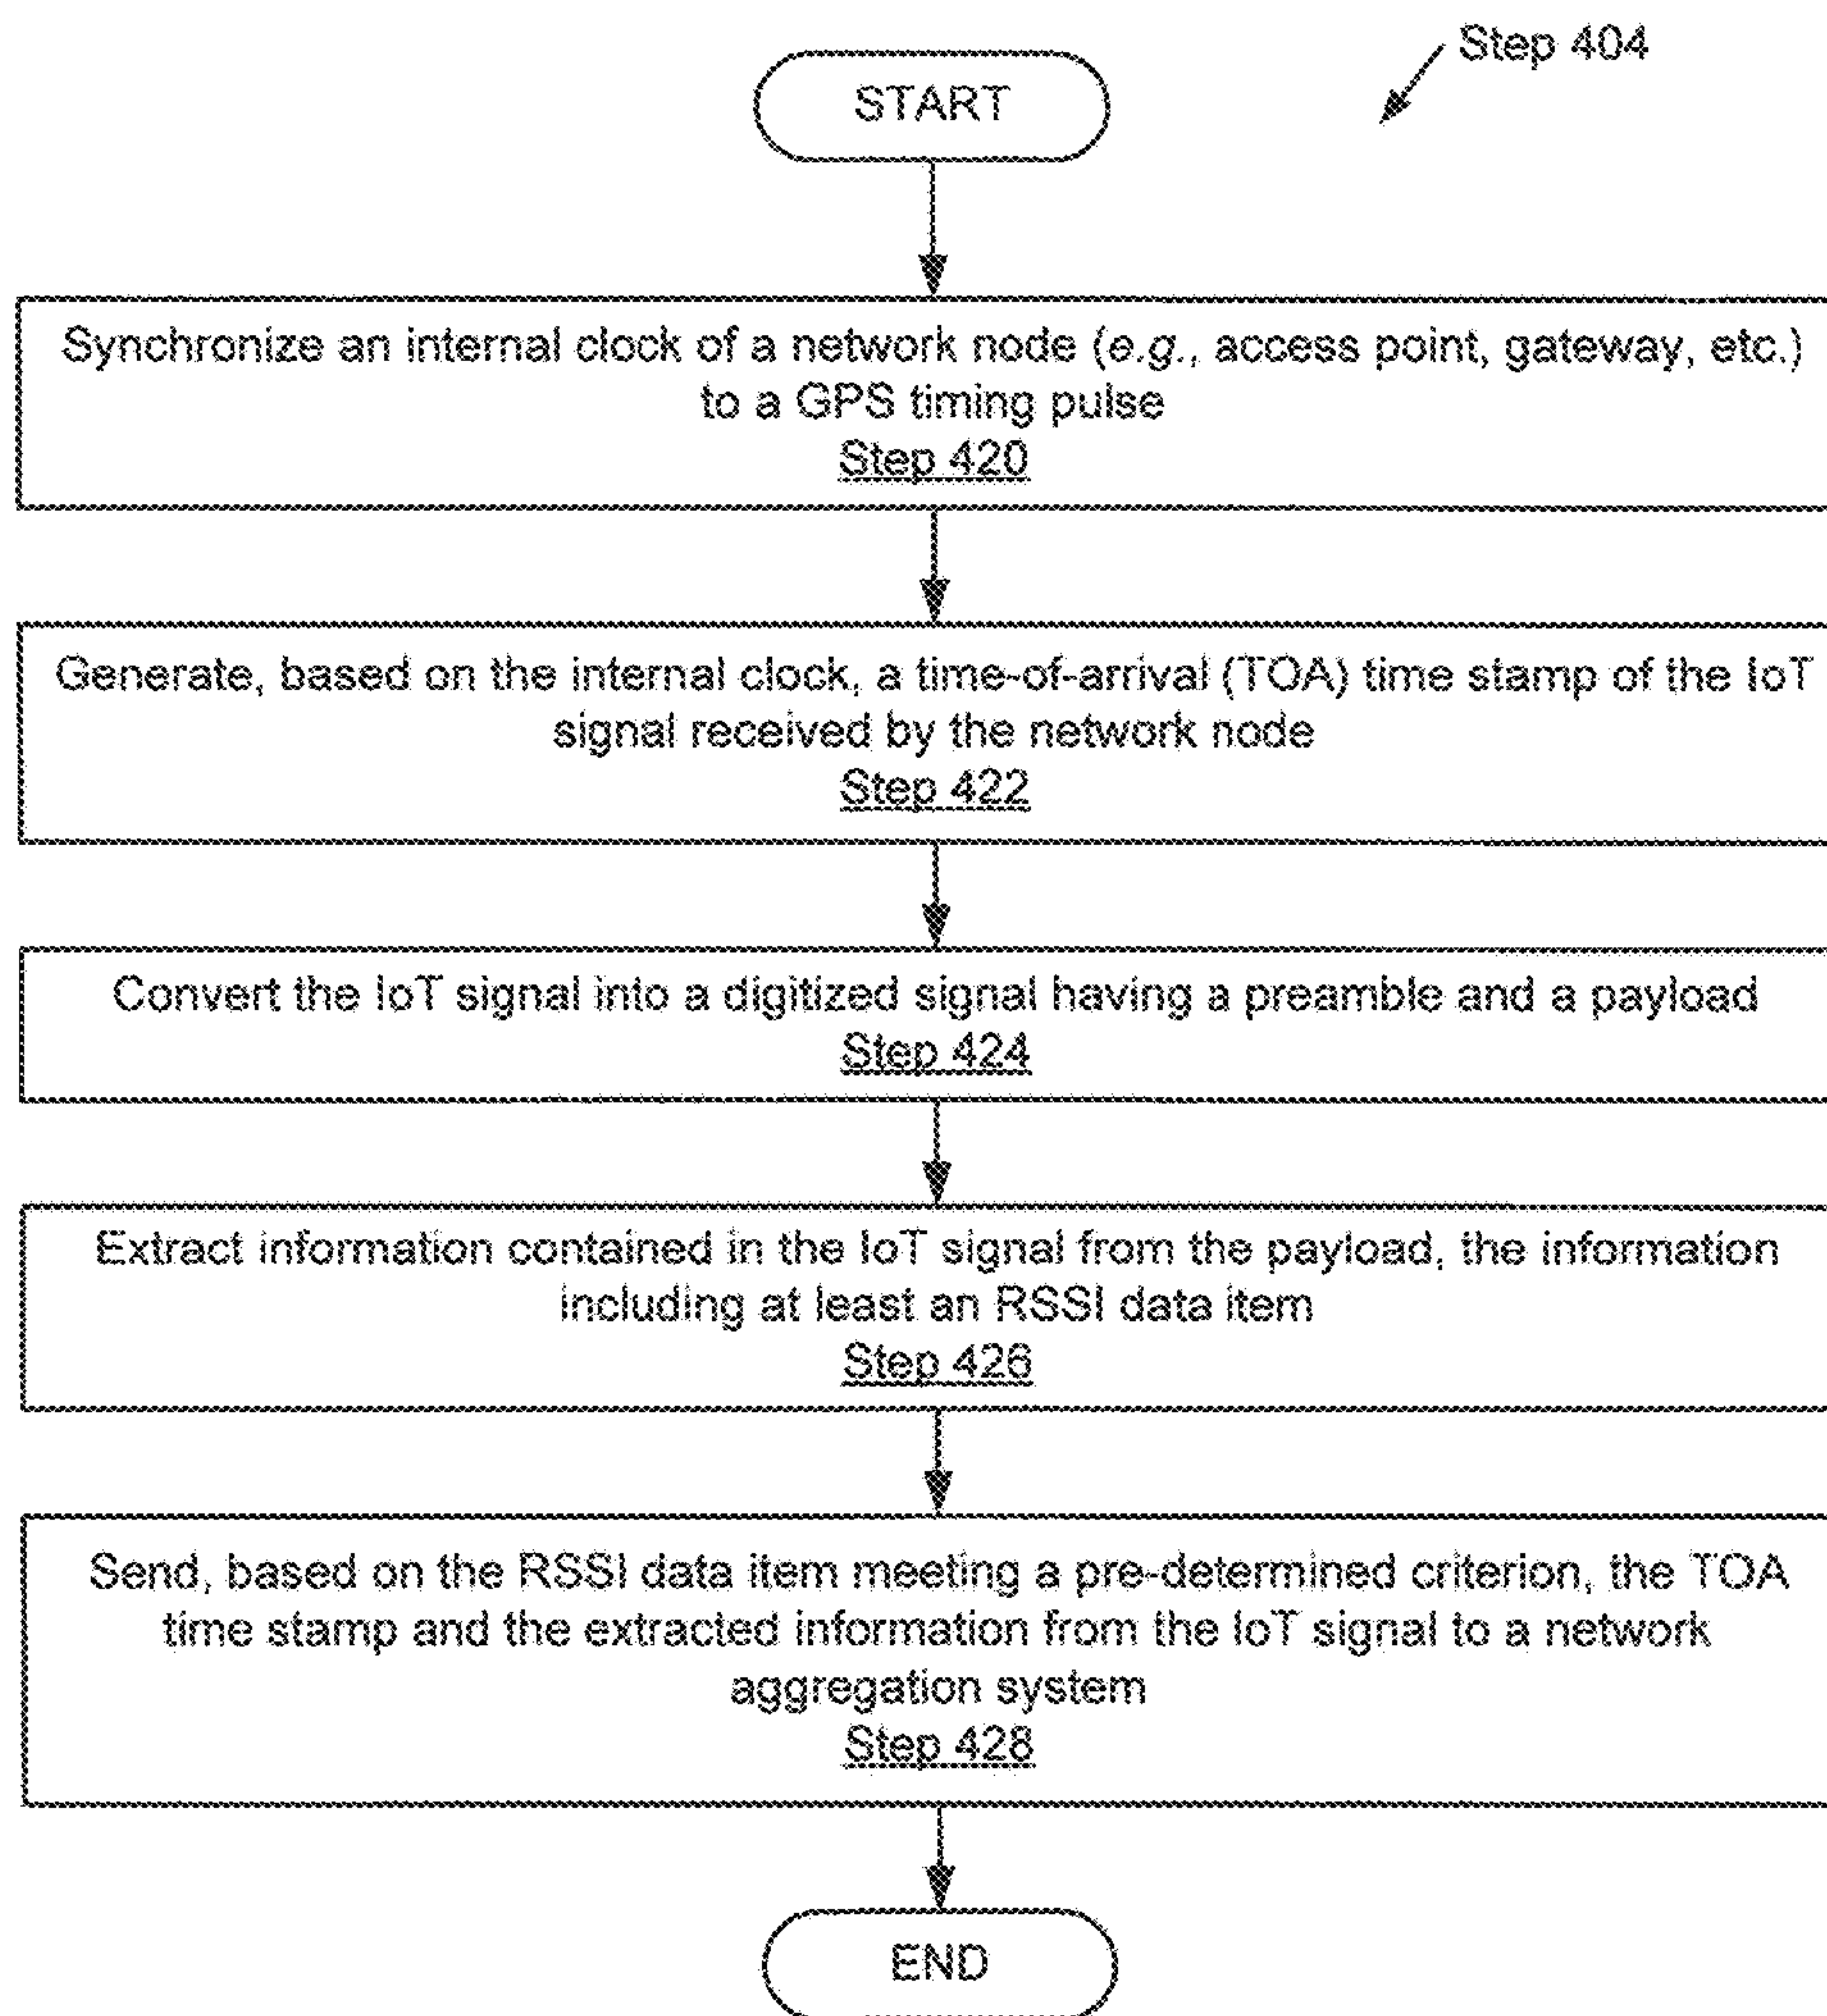 Step 404
START
Synchronize an internal clock of a network node (e.g., access point, gateway, etc.)
to a GPS timing pulse
Step 420
Generate, based on the internal clock, a time-of-arrival (TOA) time stamp of the IoT
signal received by the network node
Step 422
Convert the IoT signal into a digitized signal having a preamble and a payload
Step 424
Extract information contained in the IoT signal from the payload, the information
including at least an RSSI data item
Step 426
Send, based on the RSSI data item meeting a pre-determined criterion, the TOA
time stamp and the extracted information from the IoT signal to a network
aggregation system
Step 428
END